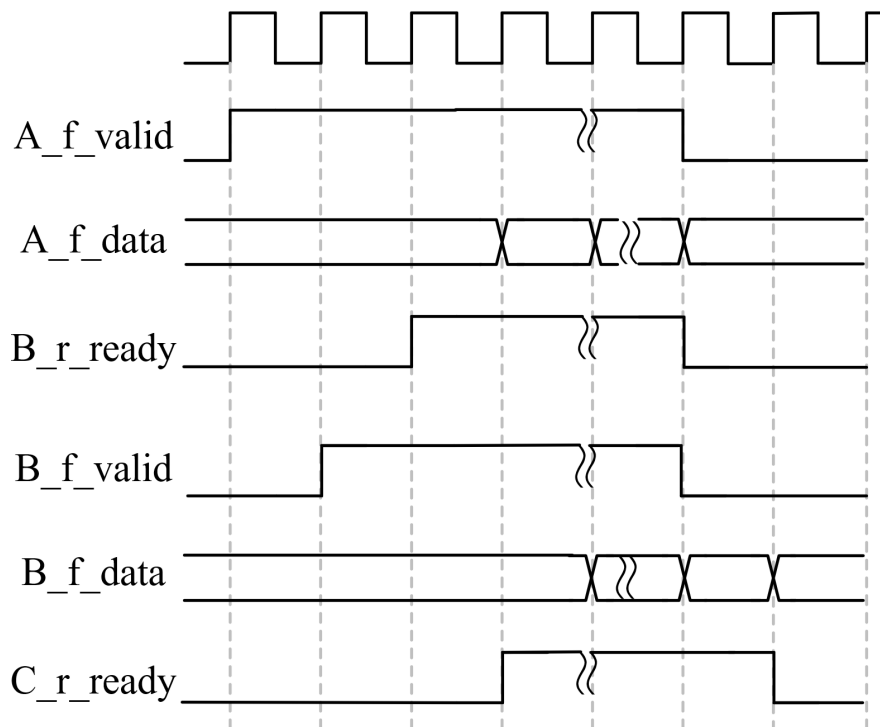 A_f_valid
A_f_data
B_r_ready
B_f_valid
B_f_data
C_r_ready